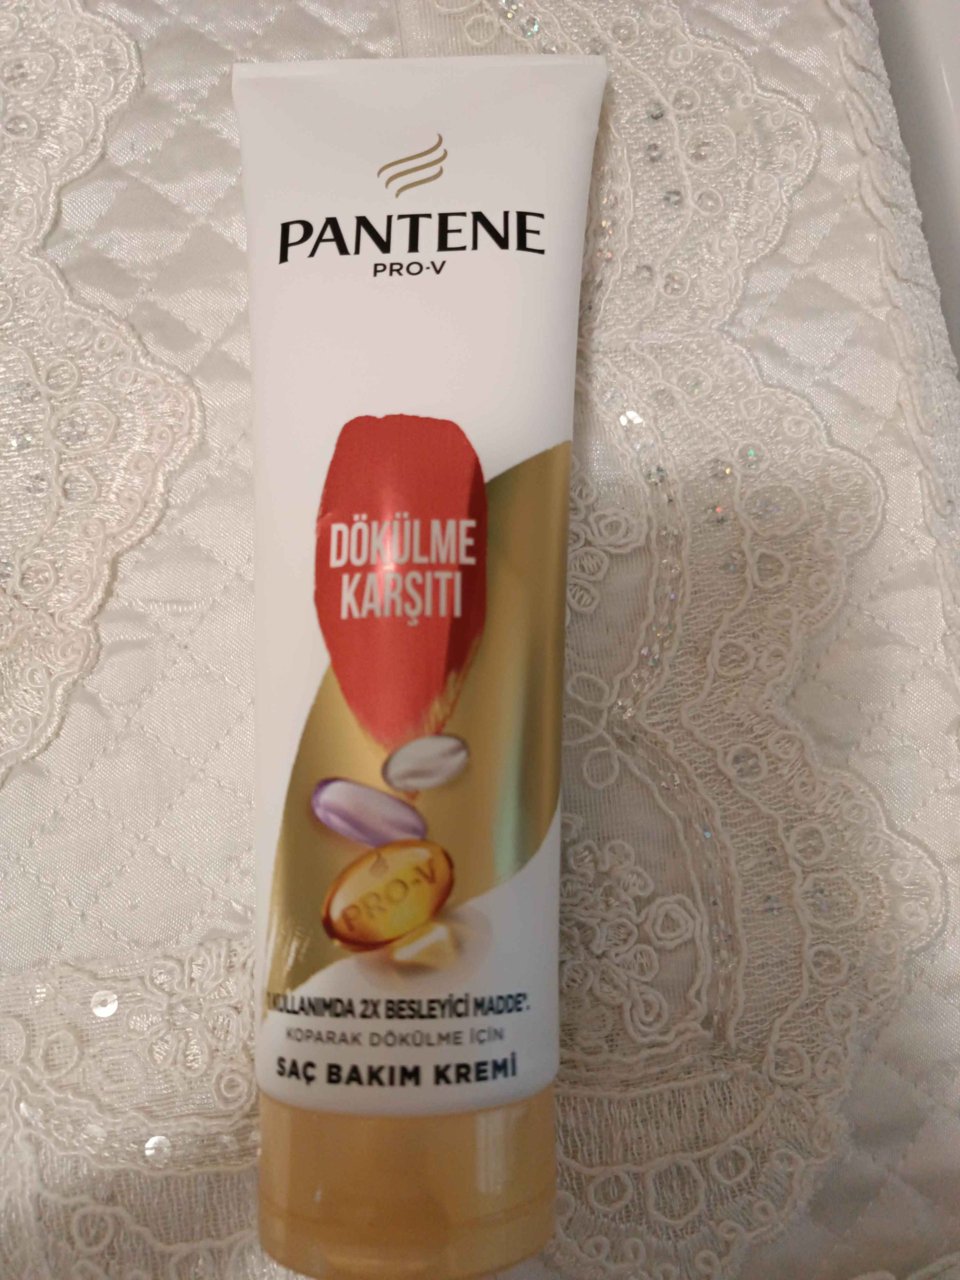 PANTENE
PRO-V
DÖKÜLME
KARŞITI
PRO-V
KULLANIMDA 2X BESLEYİCİ MADDE*.
KOPARAK DÖKÜLME İÇİN
SAÇ BAKIM KREMİ